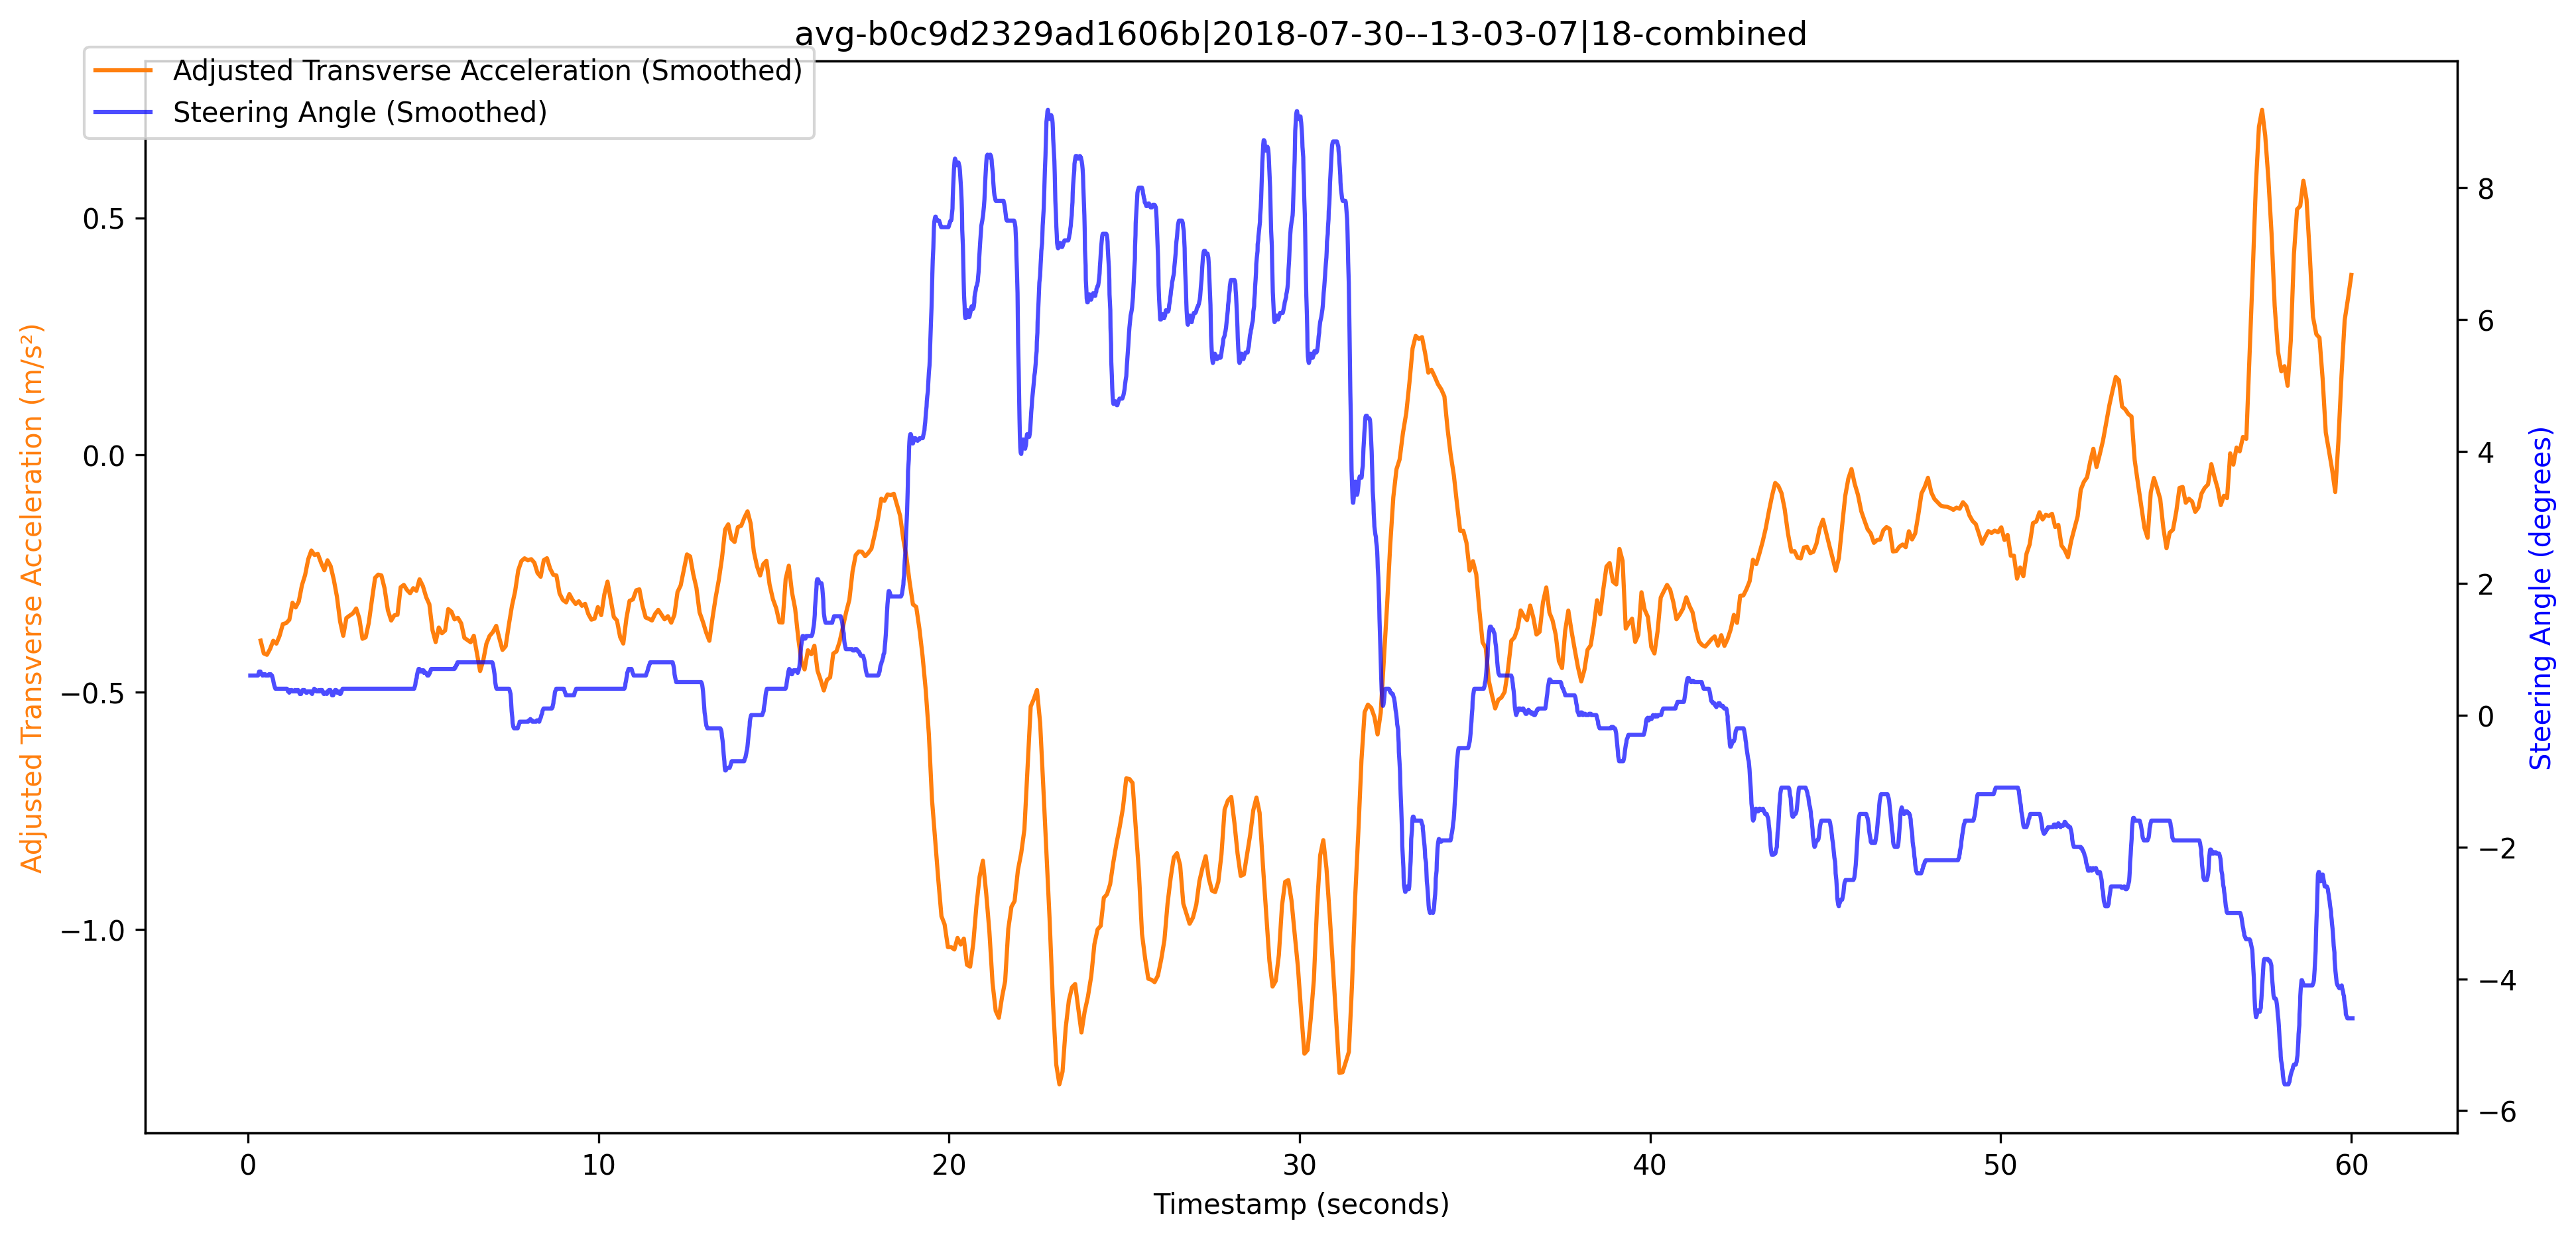 avg-b0c9d2329ad1606b|2018-07-30--13-03-07|18-combined
Adjusted Transverse Acceleration (Smoothed)
Steering Angle (Smoothed)
Adjusted Transverse Acceleration (m/s²)
0.5
0.0
−0.5
−1.0
8
6
4
2
0
−2
−4
−6
Steering Angle (degrees)
0 10 20 30 40 50 60
Timestamp (seconds)